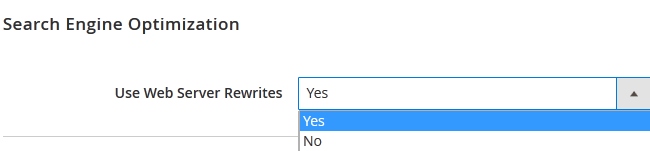 Search Engine Optimization
Use Web Server Rewrites Yes
Yes
No